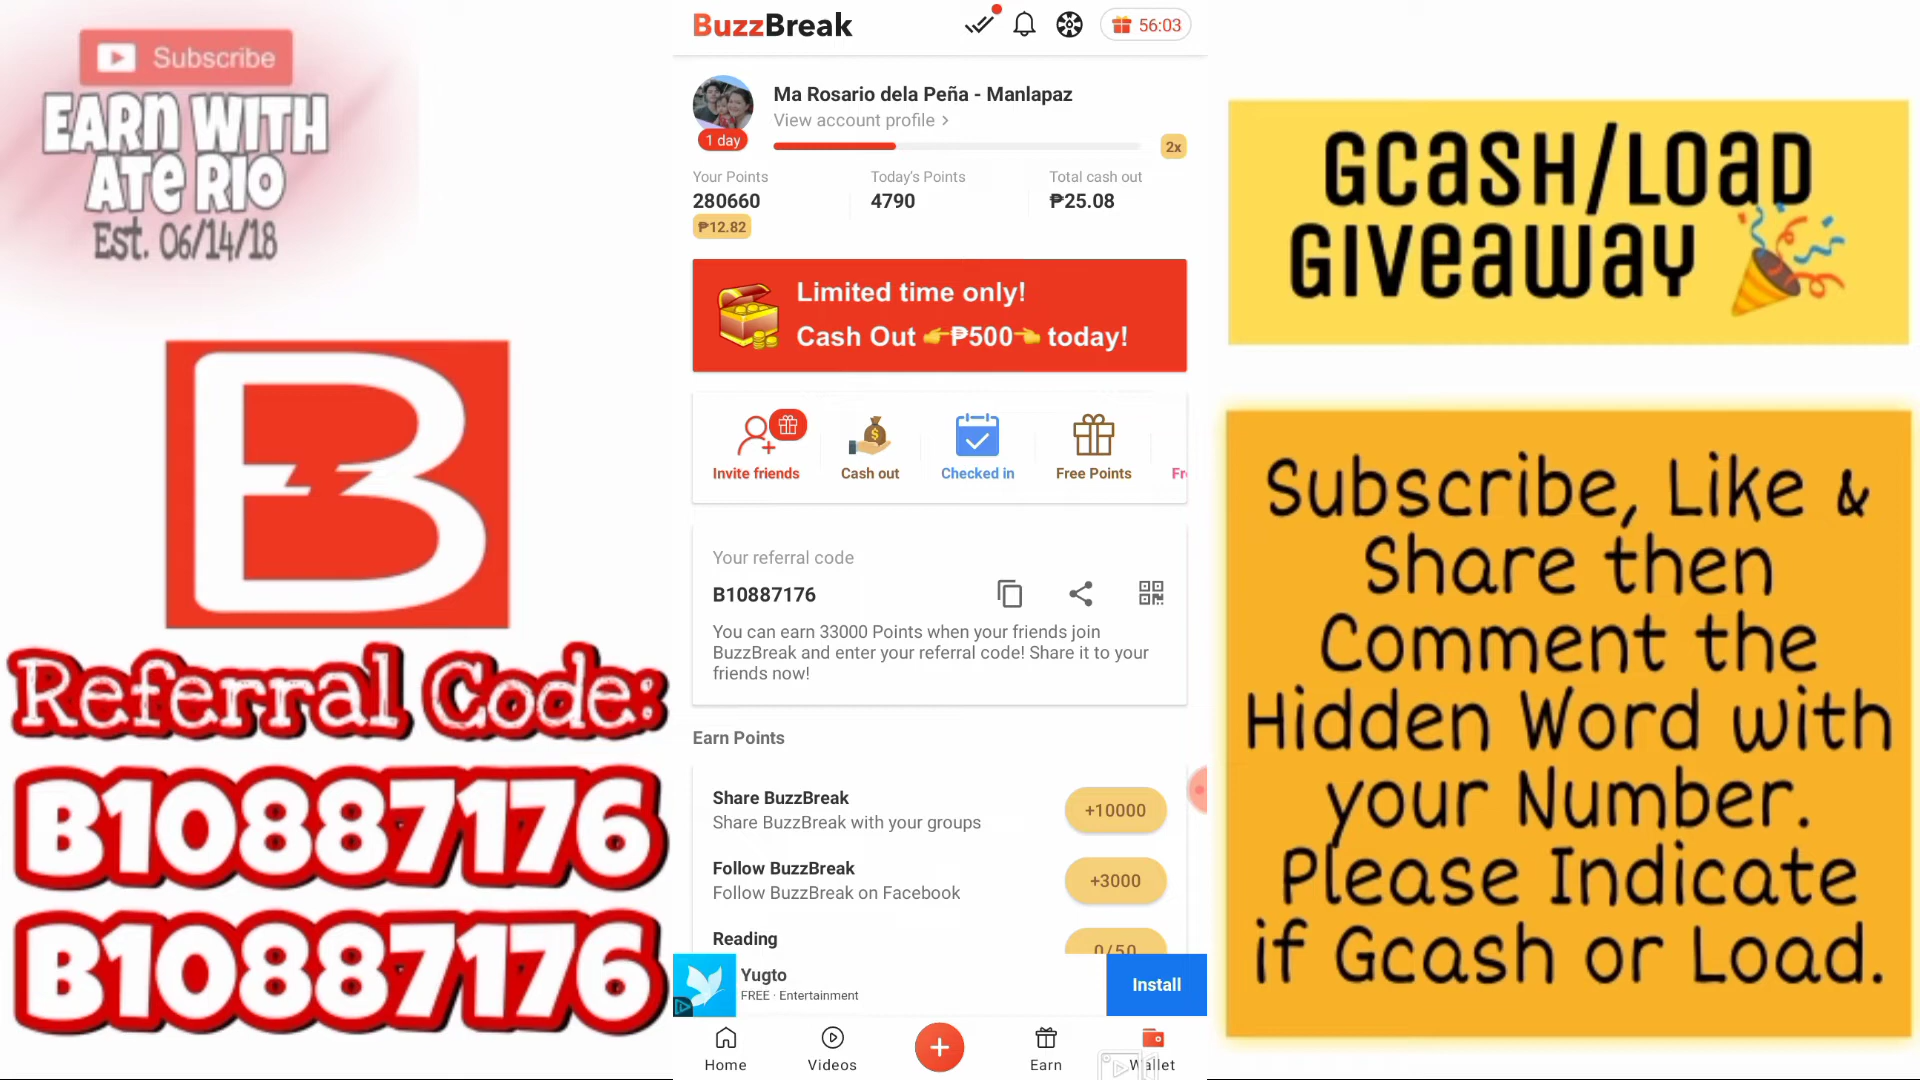 Subscribe
EARN WITH
ATE RIO
Est. 06/14/18
Referral Code:
B10887176
B10887176
BuzzBreak
56:03
Ma Rosario dela Peña - Manlapaz
View account profile >
1 day
2x
Your Points
Today's Points
Total cash out
280660
4790
₱25.08
₱12.82
Limited time only!
Cash Out 👉₱500👈 today!
Invite friends
Cash out
Checked in
Free Points
Your referral code
B10887176
You can earn 33000 Points when your friends join
BuzzBreak and enter your referral code! Share it to your
friends now!
Earn Points
Share BuzzBreak
+10000
Share BuzzBreak with your groups
Follow BuzzBreak
+3000
Follow BuzzBreak on Facebook
Reading
0/50
Yugto
FREE · Entertainment
Install
Home
Videos
Earn
Wallet
GCASH/LOAD
GIVEAWAY
Subscribe, Like &
Share then
Comment the
Hidden Word with
your Number.
Please Indicate
if Gcash or Load.